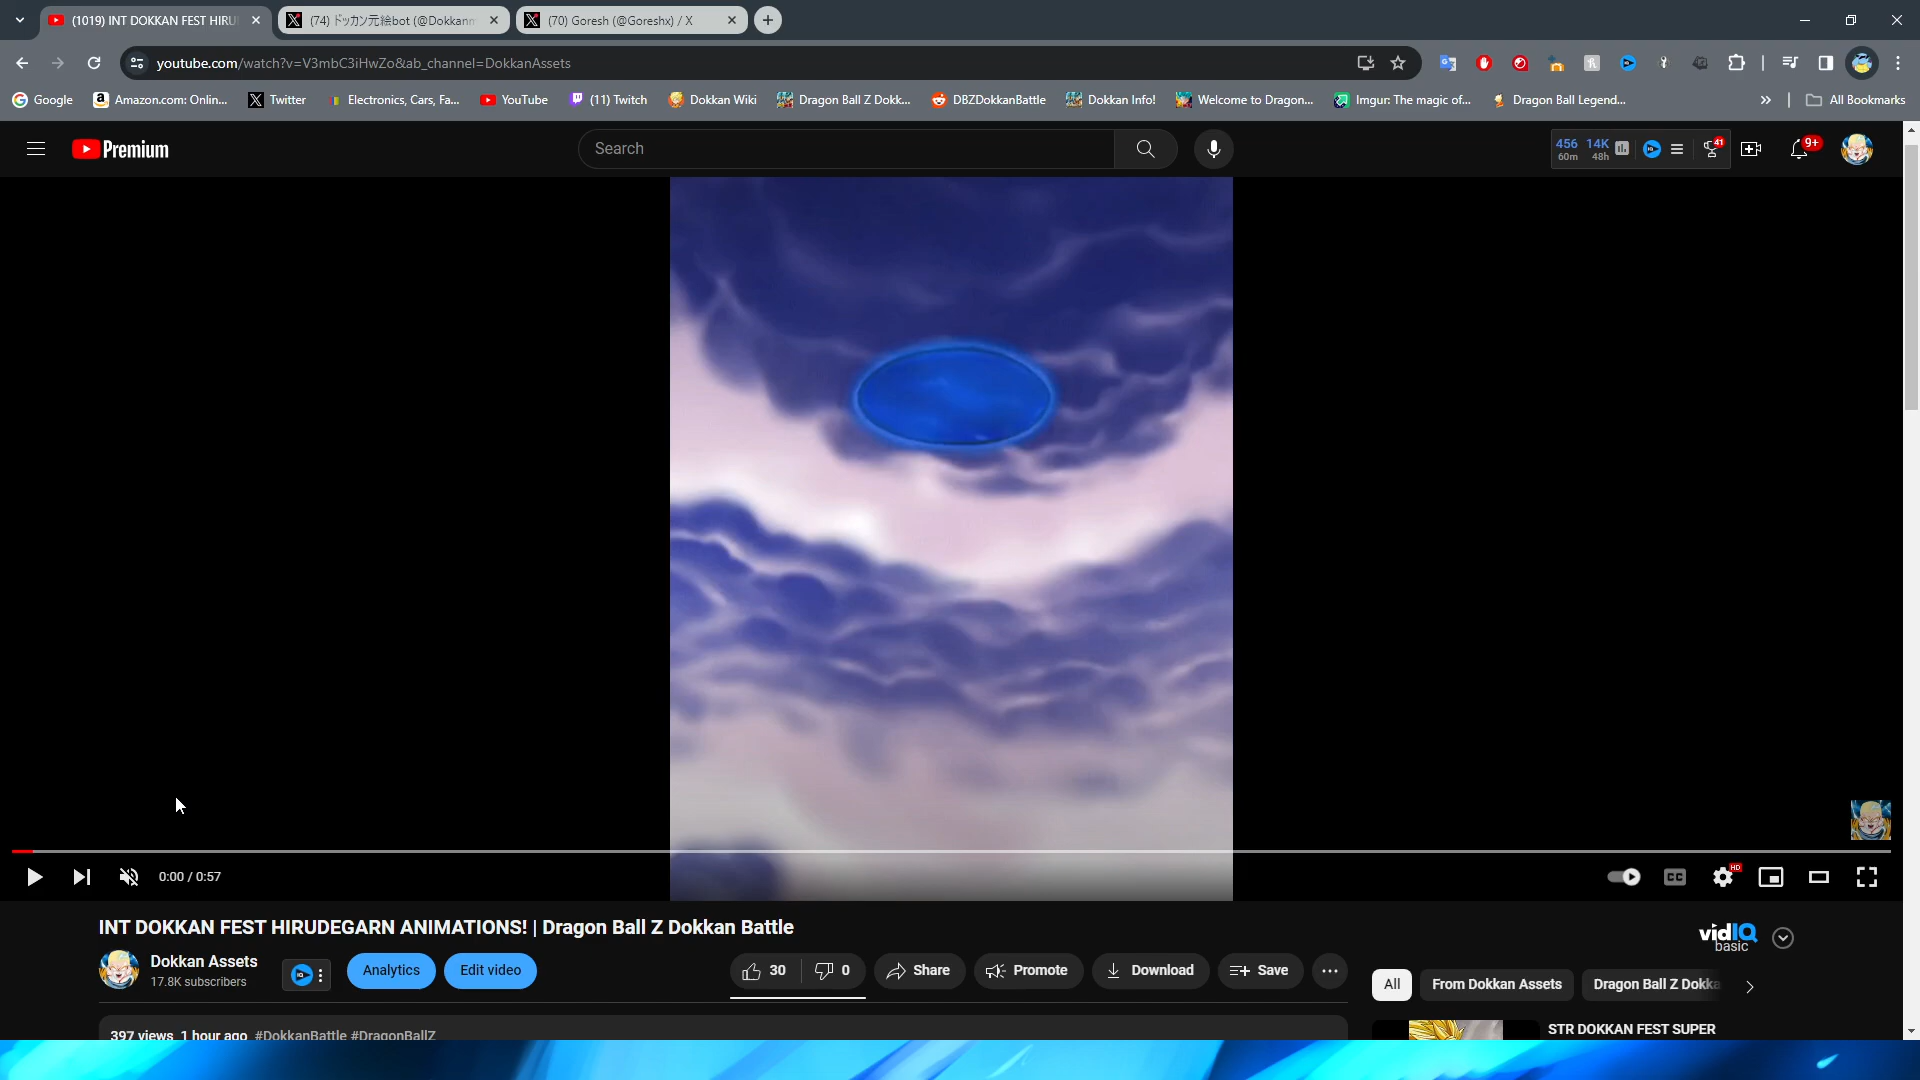 (1019) INT DOKKAN FEST HIRU
(74) ドッカン元絵bot (@Dokkanm
(70) Goresh (@Goreshx) / X
youtube.com/watch?v=V3mbC3iHwZo&ab_channel=DokkanAssets
Google
Amazon.com: Onlin...
Twitter
Electronics, Cars, Fa...
YouTube
(11) Twitch
Dokkan Wiki
Dragon Ball Z Dokk...
DBZDokkanBattle
Dokkan Info!
Welcome to Dragon...
Imgur: The magic of...
Dragon Ball Legend...
All Bookmarks
Premium
Search
456 14K
60m 48h
41
9+
0:00 / 0:57
CC
HD
INT DOKKAN FEST HIRUDEGARN ANIMATIONS! | Dragon Ball Z Dokkan Battle
vidIQ
basic
Dokkan Assets
17.8K subscribers
Analytics
Edit video
30
0
Share
Promote
Download
Save
All
From Dokkan Assets
Dragon Ball Z Dokka
STR DOKKAN FEST SUPER
397 views 1 hour ago #DokkanBattle #DragonBallZ